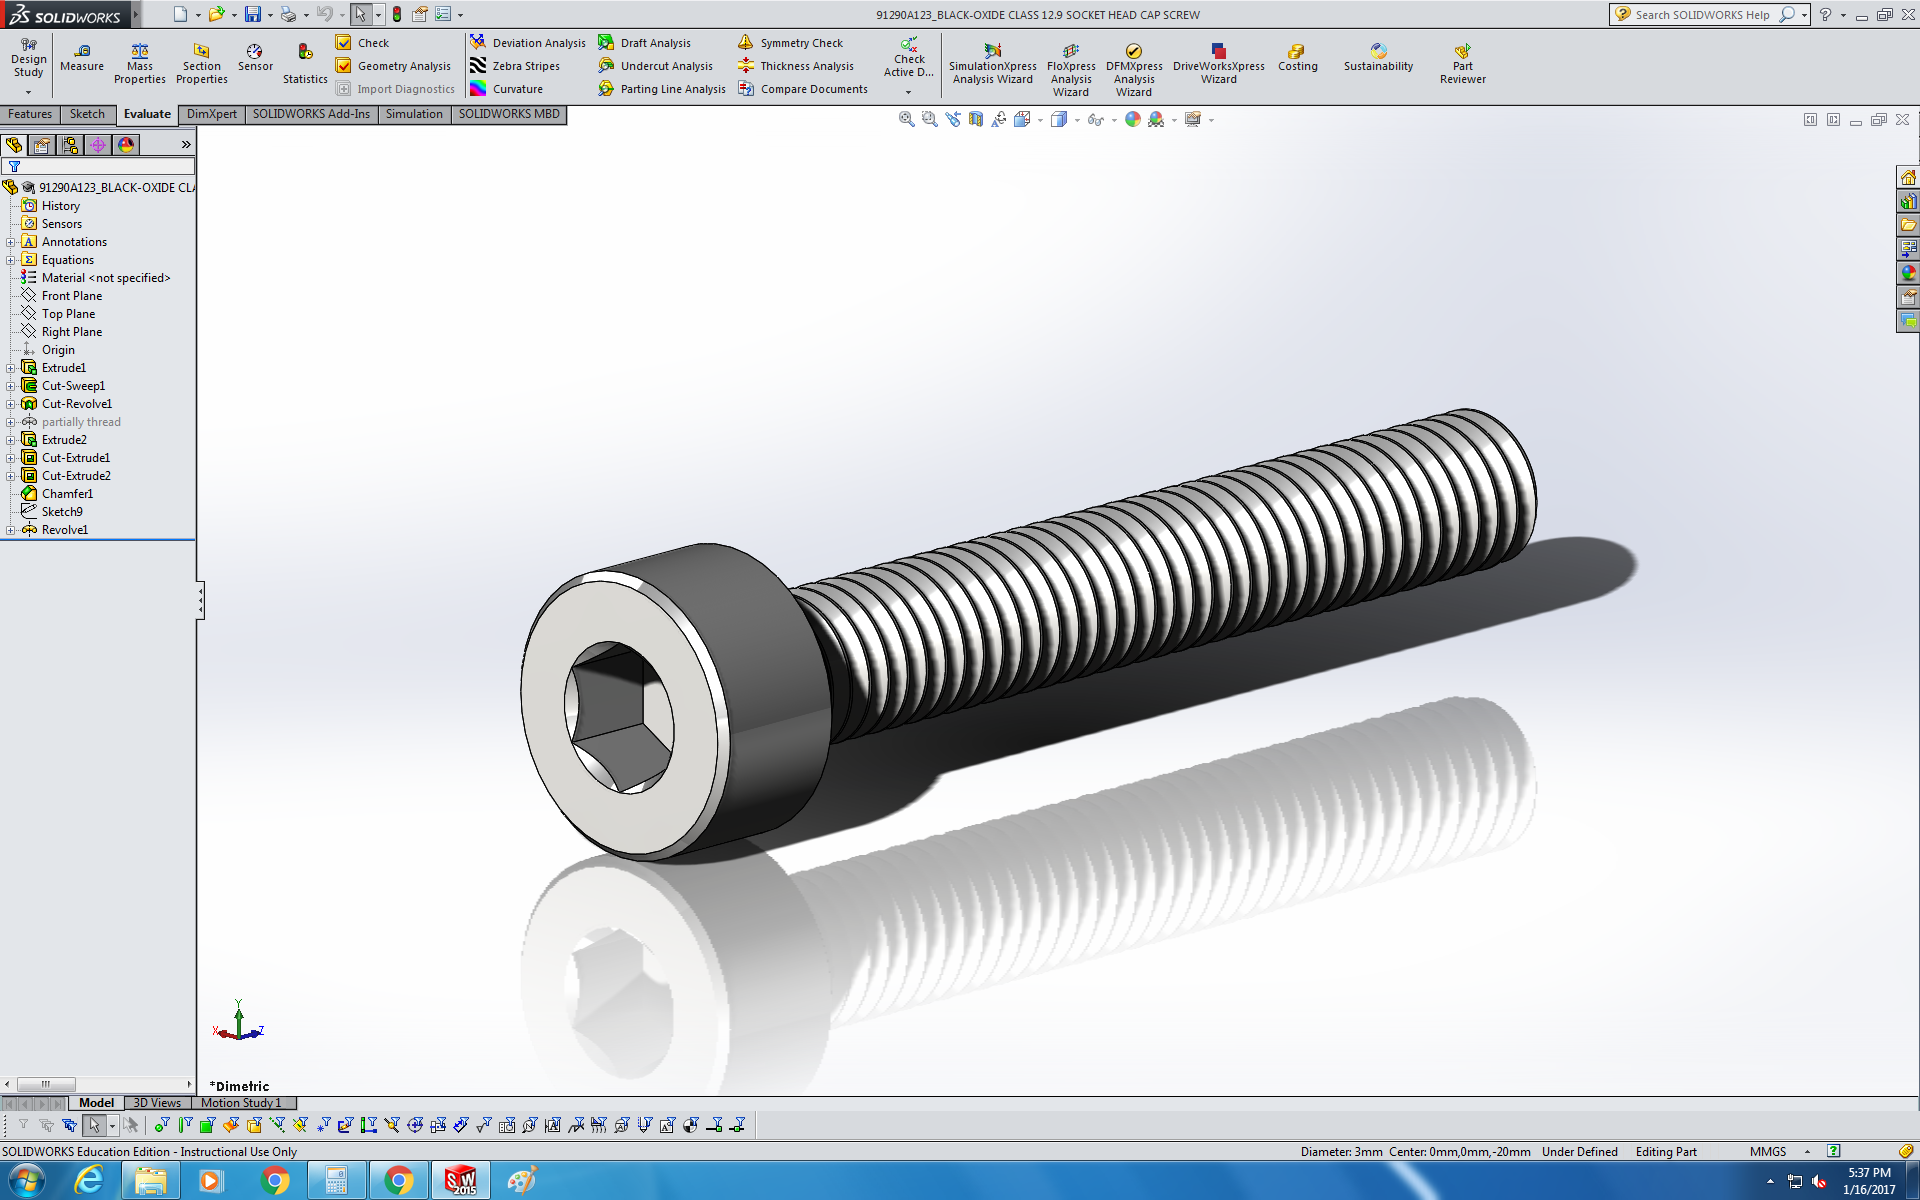 SOLIDWORKS
91290A123_BLACK-OXIDE CLASS 12.9 SOCKET HEAD CAP SCREW
Search SOLIDWORKS Help
Design Study
Measure
Mass Properties
Section Properties
Sensor
Statistics
Check
Geometry Analysis
Import Diagnostics
Deviation Analysis
Zebra Stripes
Curvature
Draft Analysis
Undercut Analysis
Parting Line Analysis
Symmetry Check
Thickness Analysis
Compare Documents
Check Active D...
SimulationXpress Analysis Wizard
FloXpress Analysis Wizard
DFMXpress Analysis Wizard
DriveWorksXpress Wizard
Costing
Sustainability
Part Reviewer
Features Sketch Evaluate DimXpert SOLIDWORKS Add-Ins Simulation SOLIDWORKS MBD
91290A123_BLACK-OXIDE CL
History
Sensors
Annotations
Equations
Material <not specified>
Front Plane
Top Plane
Right Plane
Origin
Extrude1
Cut-Sweep1
Cut-Revolve1
partially thread
Extrude2
Cut-Extrude1
Cut-Extrude2
Chamfer1
Sketch9
Revolve1
Y
X
Z
*Dimetric
Model 3D Views Motion Study 1
SOLIDWORKS Education Edition - Instructional Use Only
Diameter: 3mm Center: 0mm,0mm,-20mm Under Defined Editing Part MMGS
SW 2015
5:37 PM
1/16/2017